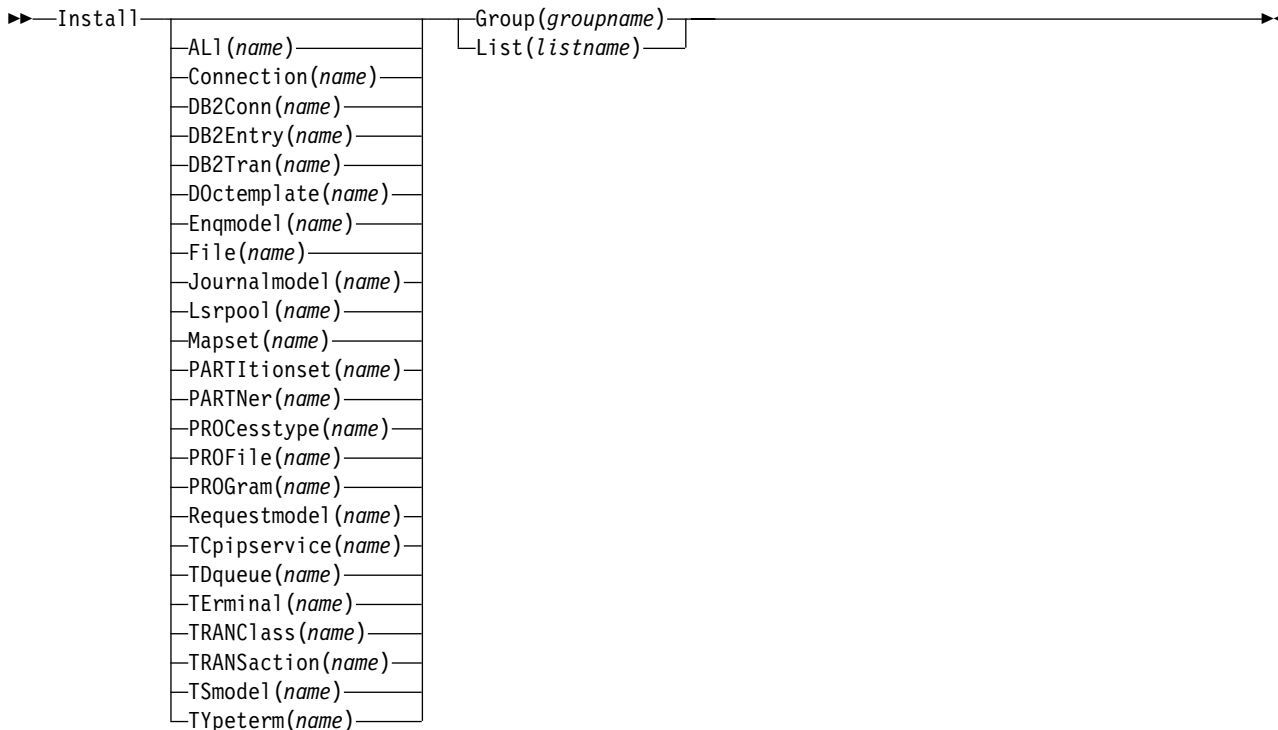 Install Group(groupname)
ALl(name) List(listname)
Connection(name)
DB2Conn(name)
DB2Entry(name)
DB2Tran(name)
DOctemplate(name)
Enqmodel(name)
File(name)
Journalmodel(name)
Lsrpool(name)
Mapset(name)
PARTItionset(name)
PARTNer(name)
PROCesstype(name)
PROFile(name)
PROGram(name)
Requestmodel(name)
TCpipservice(name)
TDqueue(name)
TErminal(name)
TRANClass(name)
TRANSaction(name)
TSmodel(name)
TYpeterm(name)